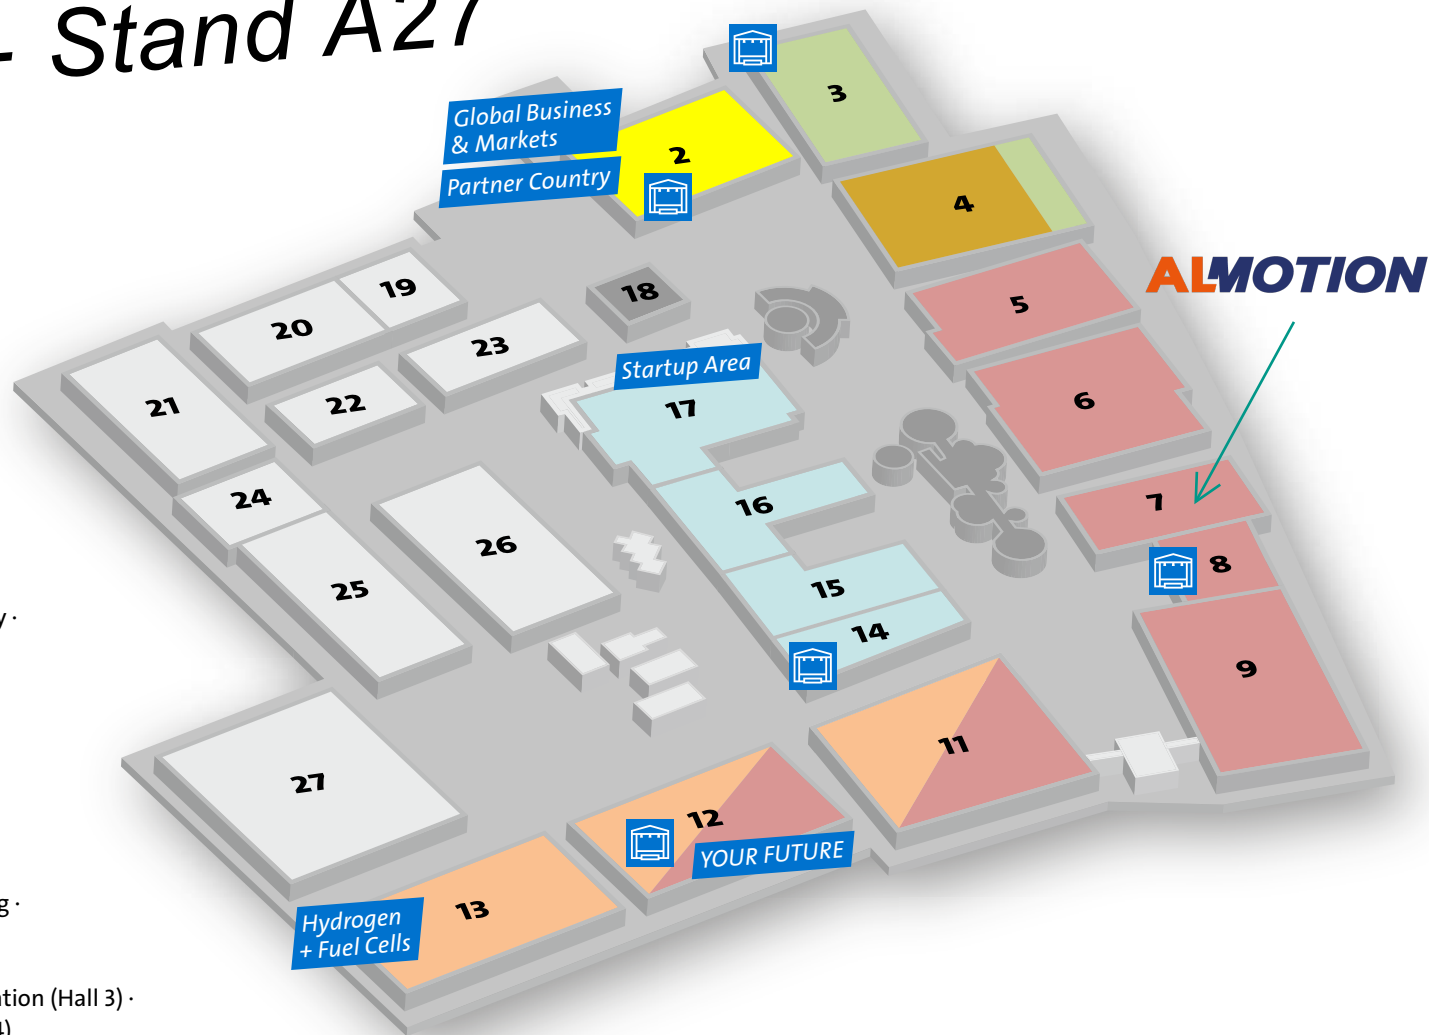 - Stand A27
3
Global Business
& Markets
2
Partner Country
4
ALMOTION
19
18
5
20
23
Startup Area
21
22
17
6
24
16
7
26
8
25
15
14
9
11
27
12
YOUR FUTURE
13
Hydrogen
+ Fuel Cells
y ·
g ·
tion (Hall 3) ·
4)